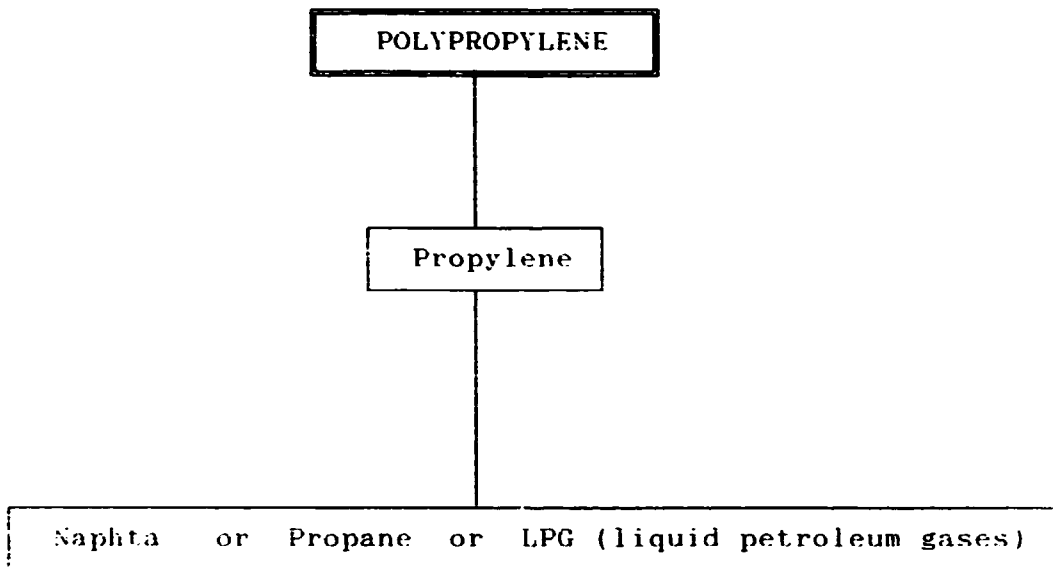 POLYPROPYLENE
Propylene
Naphta or Propane or LPG (liquid petroleum gases)